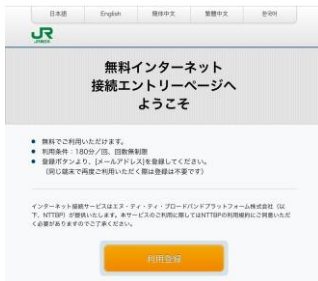 日本語 English 簡体中文 繁體中文 한국어
JR
JR東日本
無料インターネット
接続エントリーページへ
ようこそ
無料でご利用いただけます。
利用条件：180分／回、回数無制限
登録ボタンより、[メールアドレス]を登録してください。
（同じ端末で再度ご利用いただく際は登録は不要です）
インターネット接続サービスはエヌ・ティ・ティ・ブロードバンドプラットフォーム株式会社（以
下、NTTBP）が提供いたします。本サービスのご利用に際してはNTTBPの利用規約にご同意いただ
く必要がありますのでご了承ください。
利用登録